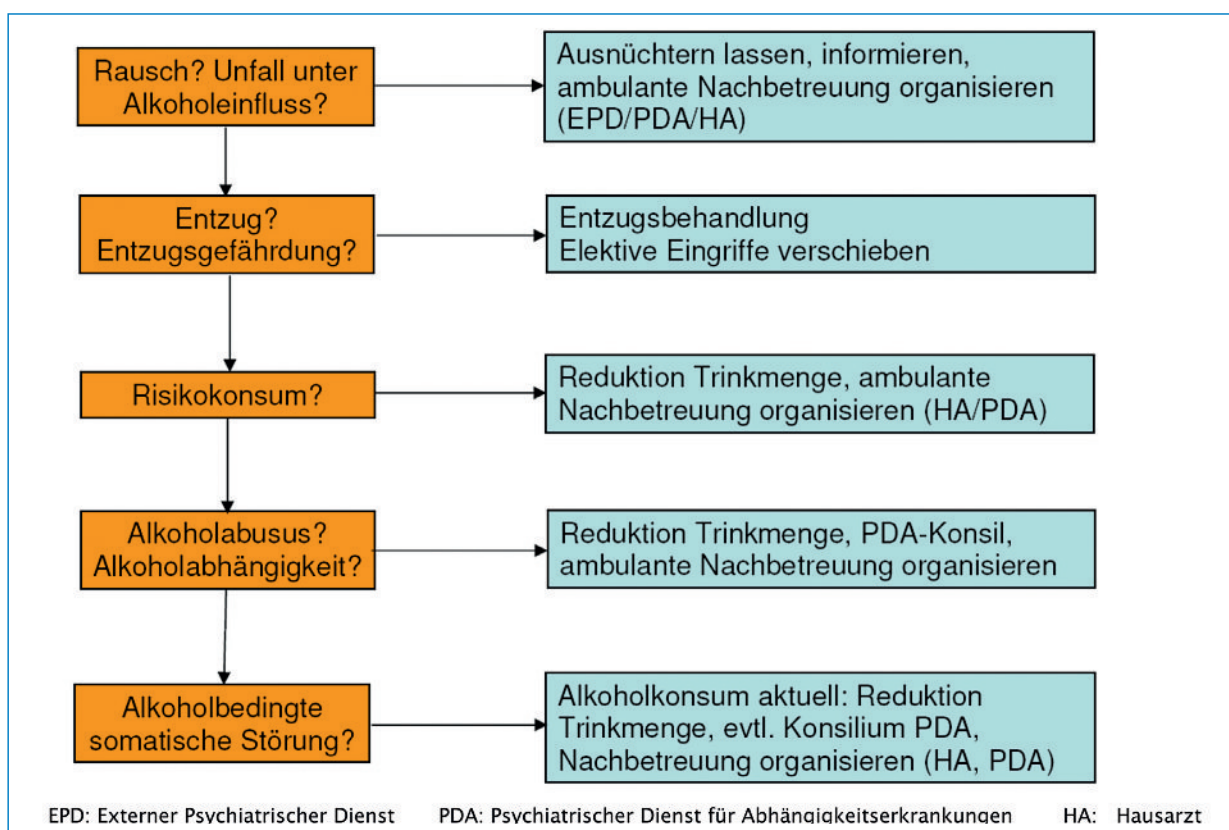 Rausch? Unfall unter
Alkoholeinfluss?
Ausnüchtern lassen, informieren,
ambulante Nachbetreuung organisieren
(EPD/PDA/HA)
Entzug?
Entzugsgefährdung?
Entzugsbehandlung
Elektive Eingriffe verschieben
Risikokonsum?
Reduktion Trinkmenge, ambulante
Nachbetreuung organisieren (HA/PDA)
Alkoholabusus?
Alkoholabhängigkeit?
Reduktion Trinkmenge, PDA-Konsil,
ambulante Nachbetreuung organisieren
Alkoholbedingte
somatische Störung?
Alkoholkonsum aktuell: Reduktion
Trinkmenge, evtl. Konsilium PDA,
Nachbetreuung organisieren (HA, PDA)
EPD: Externer Psychiatrischer Dienst PDA: Psychiatrischer Dienst für Abhängigkeitserkrankungen HA: Hausarzt